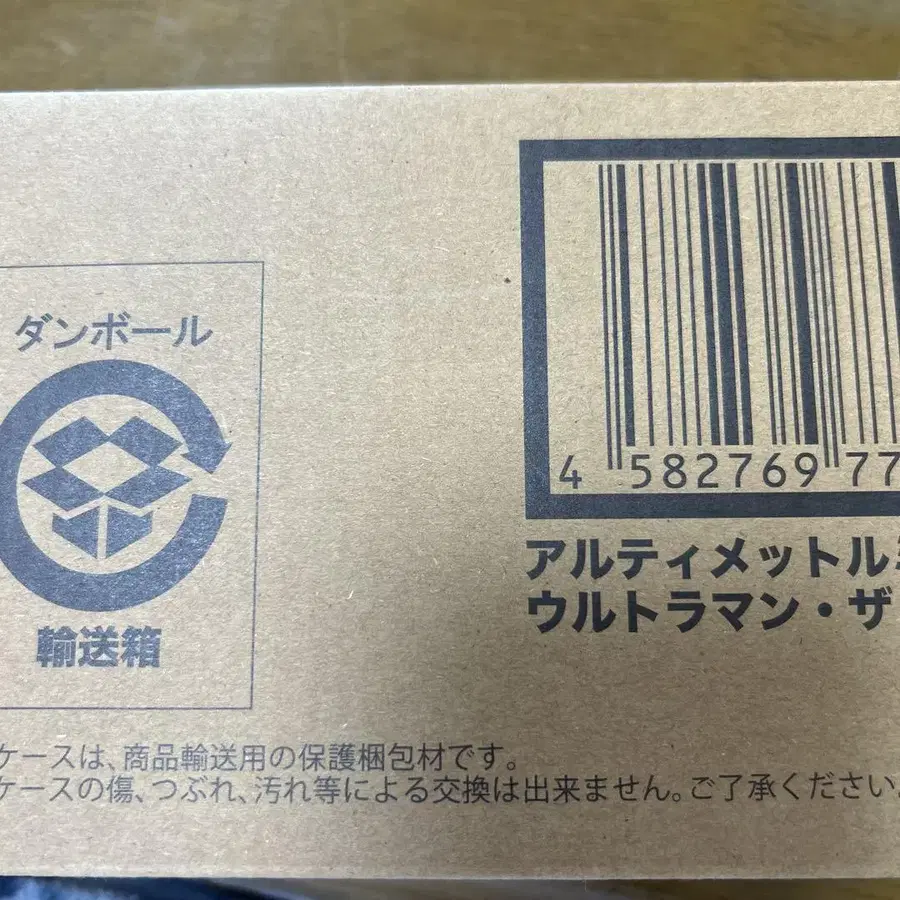 ダンボール
輸送箱
4 582769 77
アルティメットル
ウルトラマン・ザ
ケースは、商品輸送用の保護梱包材です。
ケースの傷、つぶれ、汚れ等による交換は出来ません。ご了承ください。